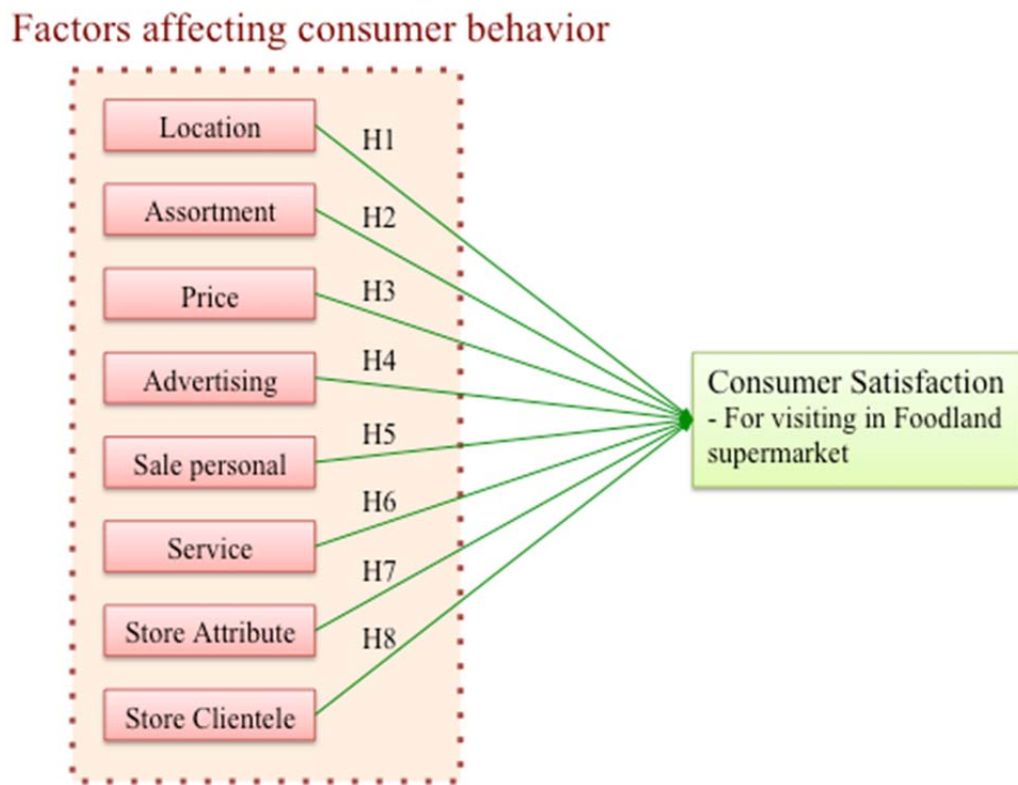 Factors affecting consumer behavior
Location
H1
Assortment
H2
Price
H3
Advertising
H4
Sale personal
H5
Service
H6
Store Attribute
H7
Store Clientele
H8
Consumer Satisfaction
- For visiting in Foodland
supermarket